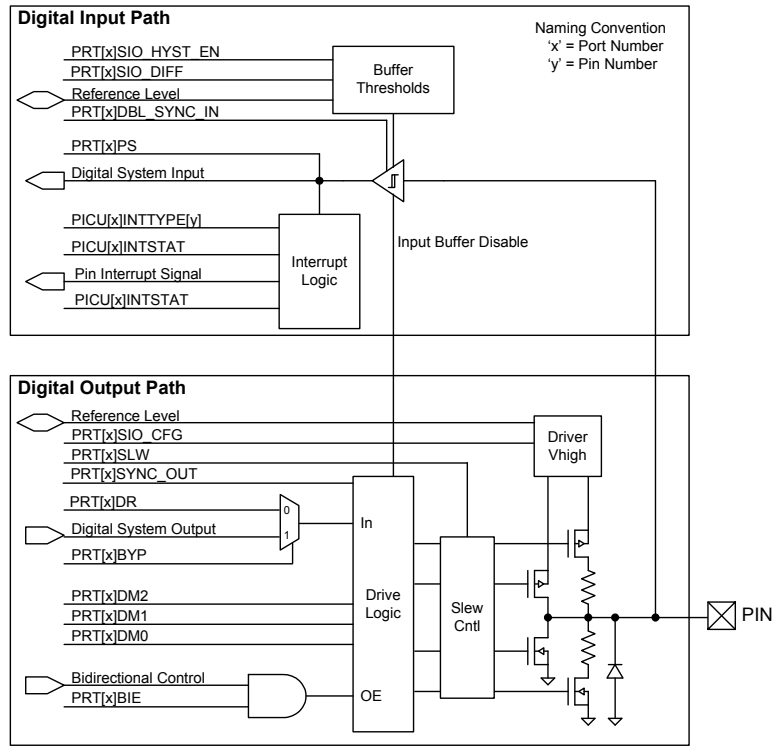 Digital Input Path
Naming Convention
'x' = Port Number
'y' = Pin Number
PRT[x]SIO_HYST_EN
PRT[x]SIO_DIFF
Reference Level
PRT[x]DBL_SYNC_IN
Buffer
Thresholds
PRT[x]PS
Digital System Input
PICU[x]INTTYPE[y]
PICU[x]INTSTAT
Pin Interrupt Signal
PICU[x]INTSTAT
Interrupt
Logic
Input Buffer Disable
Digital Output Path
Reference Level
PRT[x]SIO_CFG
PRT[x]SLW
PRT[x]SYNC_OUT
Driver
Vhigh
PRT[x]DR
Digital System Output
PRT[x]BYP
0
1
In
PRT[x]DM2
PRT[x]DM1
PRT[x]DM0
Drive
Logic
Slew
Cntl
PIN
Bidirectional Control
PRT[x]BIE
OE